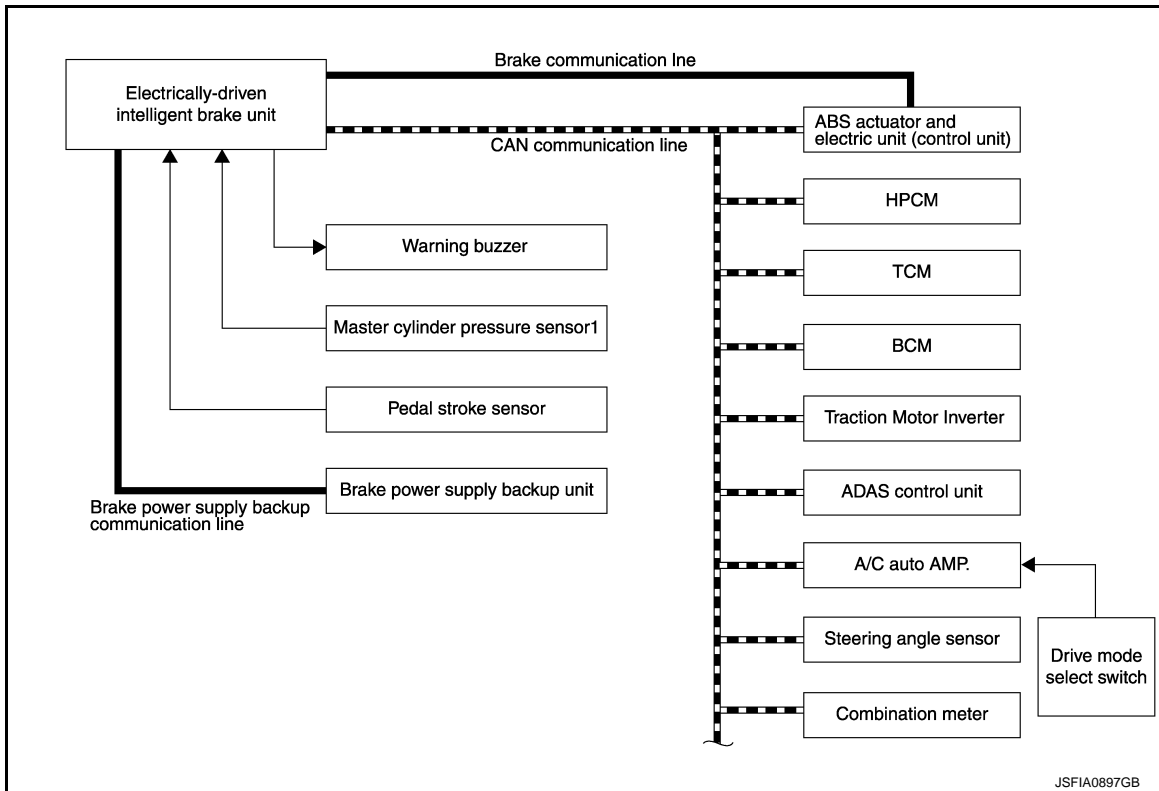 Brake communication lne
Electrically-driven
intelligent brake unit
CAN communication line
ABS actuator and
electric unit (control unit)
HPCM
Warning buzzer
TCM
Master cylinder pressure sensor1
BCM
Pedal stroke sensor
Traction Motor Inverter
Brake power supply backup unit
Brake power supply backup
communication line
ADAS control unit
A/C auto AMP.
Steering angle sensor
Drive mode
select switch
Combination meter
JSFIA0897GB